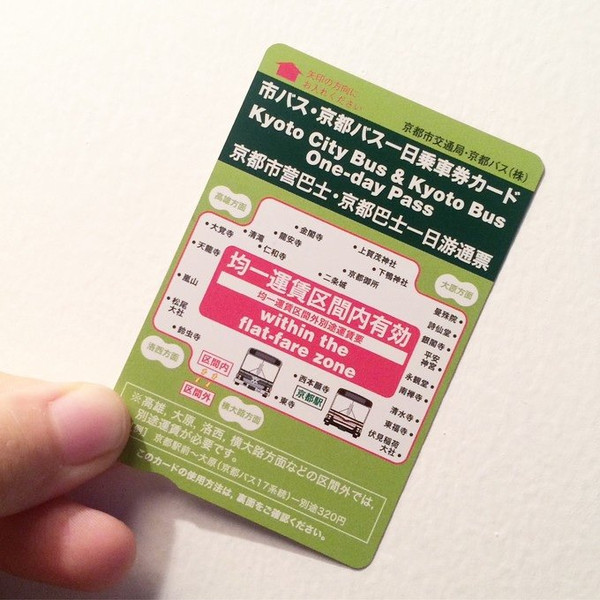 矢印の方向に
お入れください
京都市交通局・京都バス(株)
市バス・京都バス一日乗車券カード
Kyoto City Bus & Kyoto Bus
One-day Pass
京都市営巴士・京都巴士一日游通票
高雄方面
大原方面
大覚寺
清滝
龍安寺
金閣寺
上賀茂神社
仁和寺
下鴨神社
天龍寺
二条城
京都御所
嵐山
松尾
大社
鈴虫寺
曼殊院
詩仙堂
銀閣寺
平安
神宮
永観堂
南禅寺
清水寺
東福寺
伏見稲荷
大社
均一運賃区間内有効
均一運賃区間外別途運賃要
within the
flat-fare zone
洛西方面
区間内
区間外
横大路方面
西本願寺
東寺
京都駅
※高雄、大原、洛西、横大路方面などの区間外では、
別途運賃が必要です。
【例】京都駅前～大原(京都バス17系統)―別途320円
このカードの使用方法は、裏面をご確認ください。